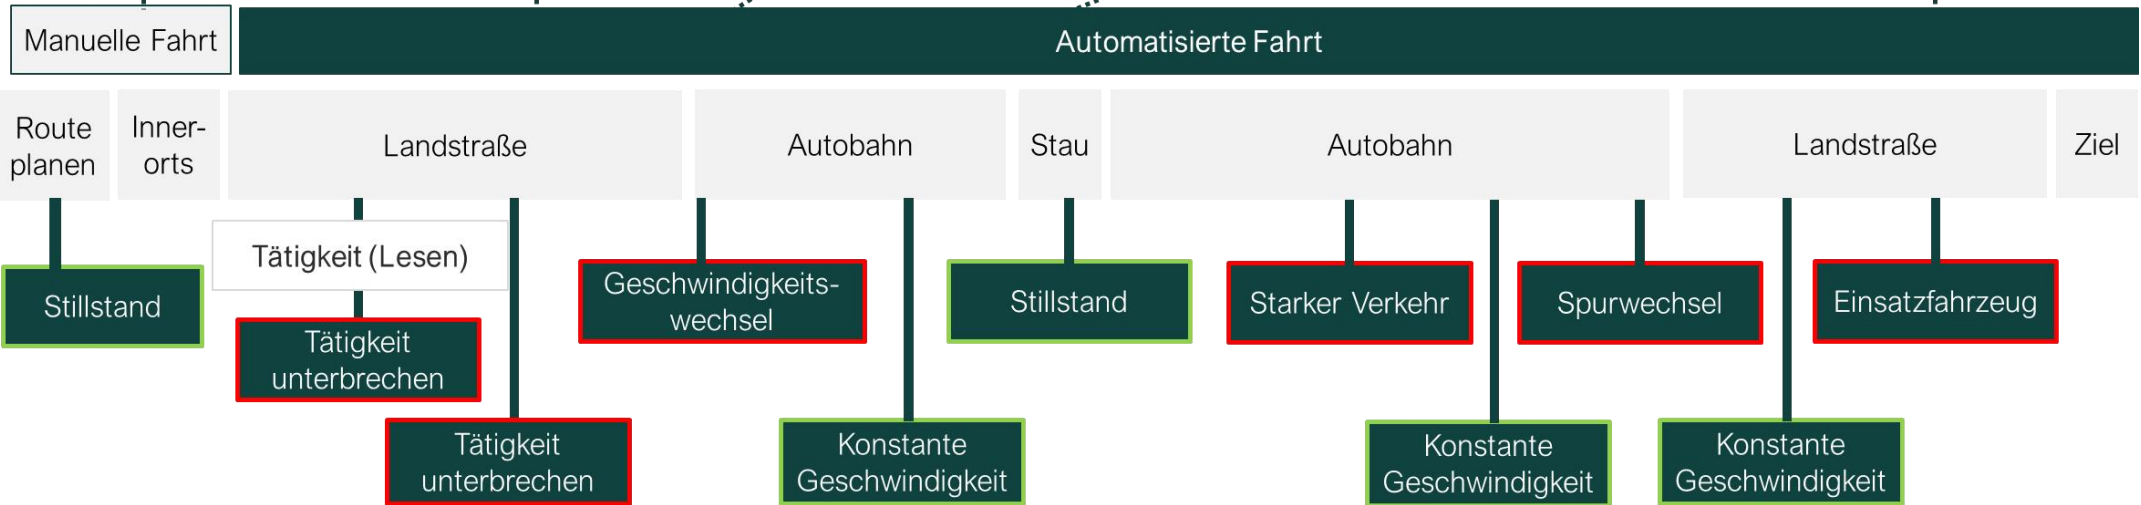 Manuelle Fahrt
Automatisierte Fahrt
Route
planen
Inner-
orts
Landstraße
Autobahn
Stau
Autobahn
Landstraße
Ziel
Stillstand
Tätigkeit (Lesen)
Tätigkeit
unterbrechen
Tätigkeit
unterbrechen
Geschwindigkeits-
wechsel
Konstante
Geschwindigkeit
Stillstand
Starker Verkehr
Konstante
Geschwindigkeit
Spurwechsel
Konstante
Geschwindigkeit
Einsatzfahrzeug